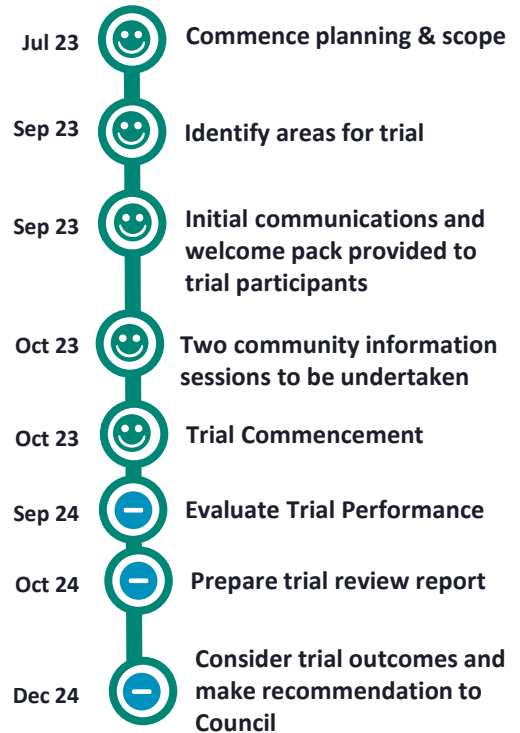 Jul 23
Commence planning & scope
Sep 23
Identify areas for trial
Sep 23
Initial communications and
welcome pack provided to
trial participants
Oct 23
Two community information
sessions to be undertaken
Oct 23
Trial Commencement
Sep 24
Evaluate Trial Performance
Oct 24
Prepare trial review report
Dec 24
Consider trial outcomes and
make recommendation to
Council